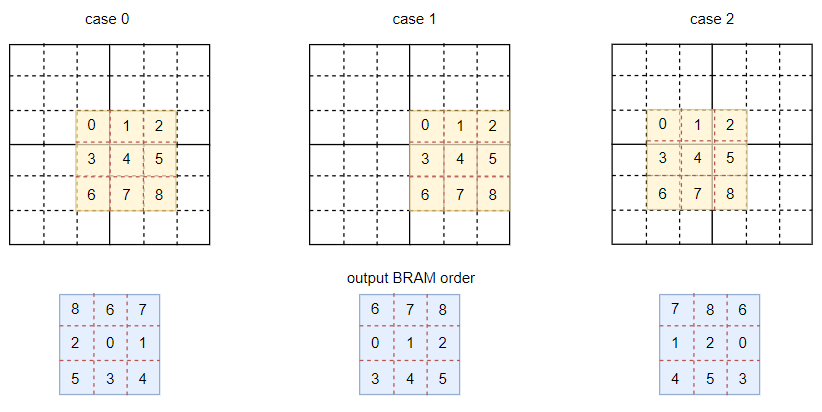 case 0 case 1 case 2
0 1 2 0 1 2 0 1 2
3 4 5 3 4 5 3 4 5
6 7 8 6 7 8 6 7 8
output BRAM order
8 6 7 6 7 8 7 8 6
2 0 1 0 1 2 1 2 0
5 3 4 3 4 5 4 5 3